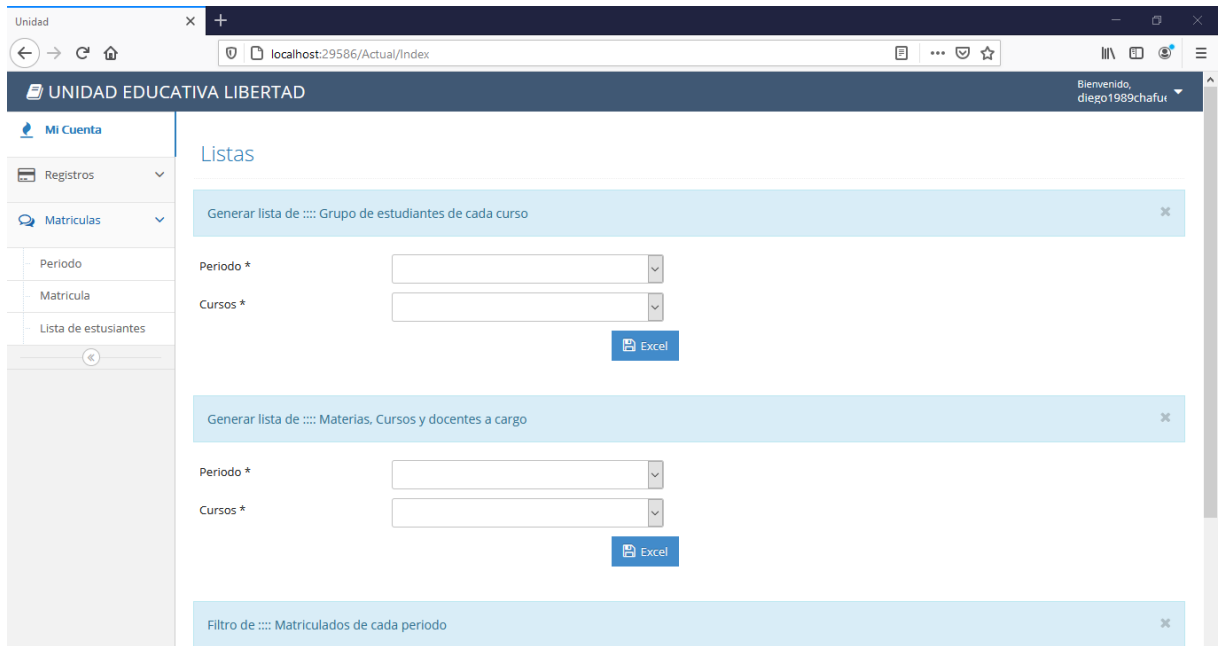 Unidad
localhost:29586/Actual/Index
UNIDAD EDUCATIVA LIBERTAD
Bienvenido,
diego1989chafue
Mi Cuenta
Registros
Matriculas
Periodo
Matricula
Lista de estusiantes
Listas
Generar lista de :::: Grupo de estudiantes de cada curso
Periodo *
Cursos *
Excel
Generar lista de :::: Materias, Cursos y docentes a cargo
Periodo *
Cursos *
Excel
Filtro de :::: Matriculados de cada periodo